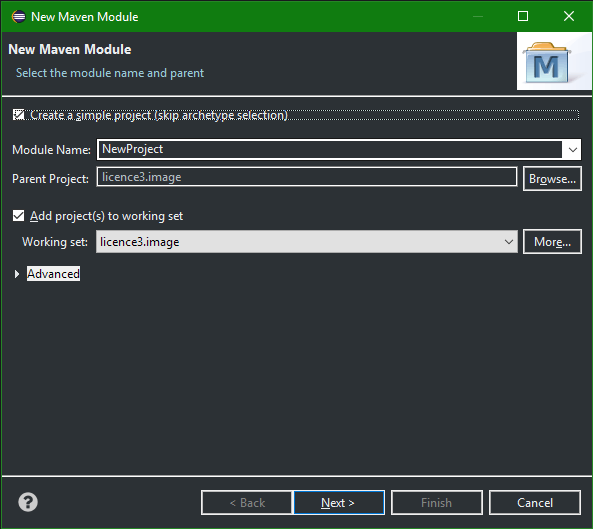 New Maven Module
New Maven Module
Select the module name and parent
M
Create a simple project (skip archetype selection)
Module Name: NewProject
Parent Project: licence3.image Browse...
Add project(s) to working set
Working set: licence3.image More...
Advanced
? < Back Next > Finish Cancel